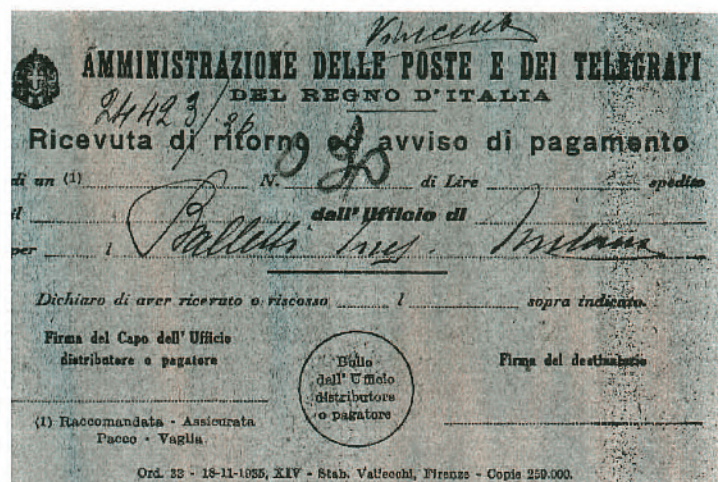 AMMINISTRAZIONE DELLE POSTE E DEI TELEGRAFI
DEL REGNO D'ITALIA
24423/36
Ricevuta di ritorno ed avviso di pagamento
di un (1) N. di Lire spedito
il dall'Ufficio di
per l Balletti Milano
Dichiaro di aver ricevuto o riscosso l sopra indicato.
Firma del Capo dell' Ufficio
distributore o pagatore
Bollo
dell' Ufficio
distributore
o pagatore
Firma del destinatario
(1) Raccomandata - Assicurata
Pacco - Vaglia
Ord. 33 - 18-11-1935, XIV - Stab. Vallecchi, Firenze - Copie 250.000.